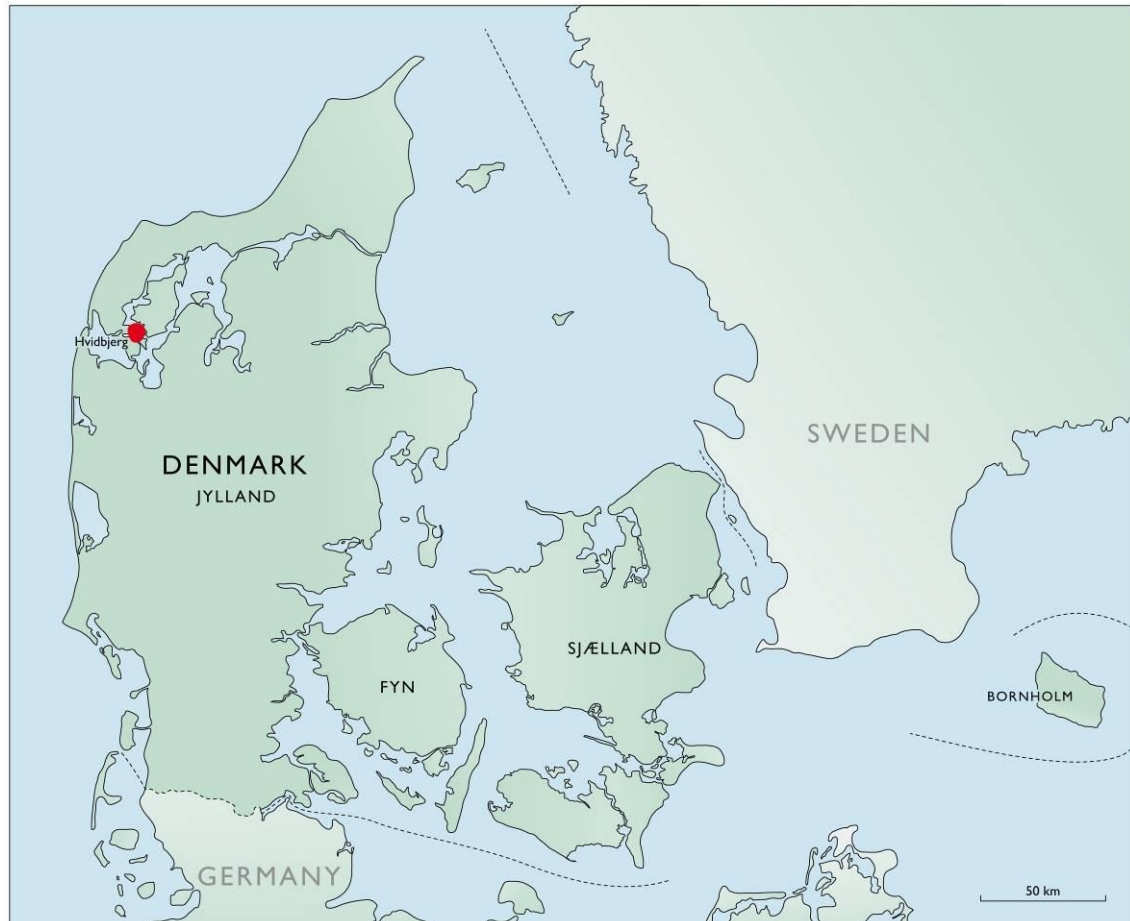 Hvidbjerg
DENMARK
JYLLAND
SWEDEN
SJÆLLAND
FYN
BORNHOLM
GERMANY
50 km